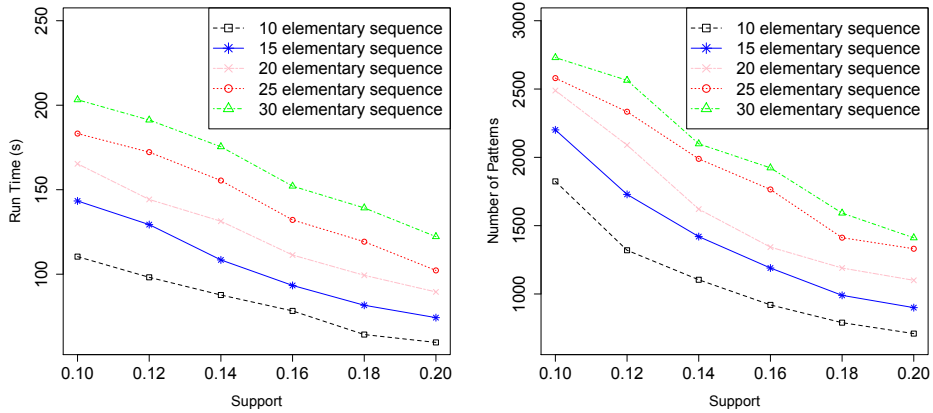 10 elementary sequence
15 elementary sequence
20 elementary sequence
25 elementary sequence
30 elementary sequence
250
200
150
100
Run Time (s)
0.10 0.12 0.14 0.16 0.18 0.20
Support
10 elementary sequence
15 elementary sequence
20 elementary sequence
25 elementary sequence
30 elementary sequence
3000
2500
2000
1500
1000
Number of Patterns
0.10 0.12 0.14 0.16 0.18 0.20
Support